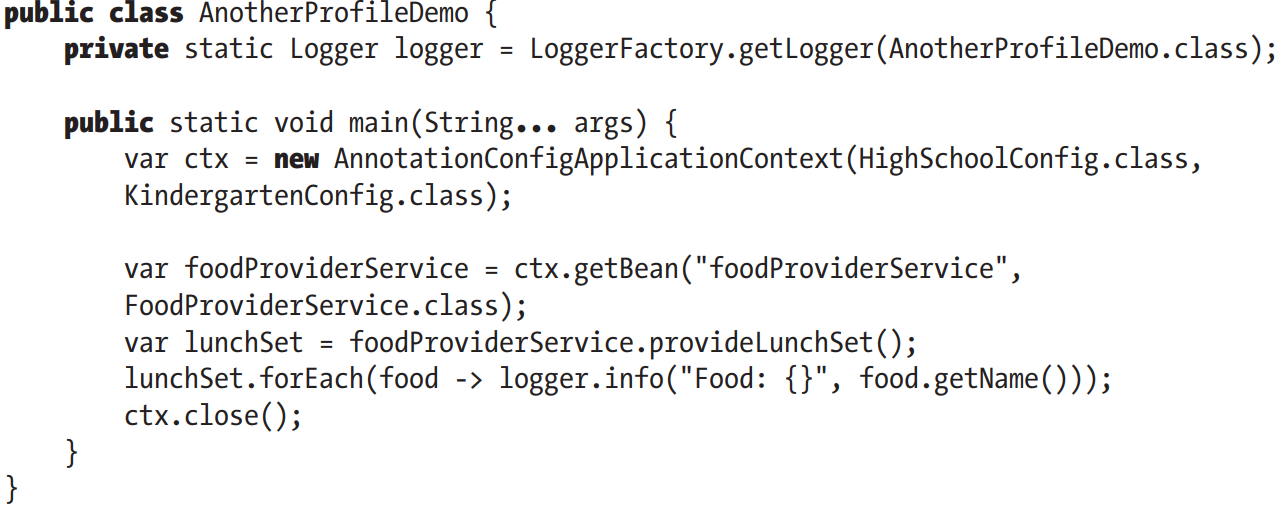 public class AnotherProfileDemo {
    private static Logger logger = LoggerFactory.getLogger(AnotherProfileDemo.class);

    public static void main(String... args) {
        var ctx = new AnnotationConfigApplicationContext(HighSchoolConfig.class,
        KindergartenConfig.class);

        var foodProviderService = ctx.getBean("foodProviderService",
        FoodProviderService.class);
        var lunchSet = foodProviderService.provideLunchSet();
        lunchSet.forEach(food -> logger.info("Food: {}", food.getName()));
        ctx.close();
    }
}